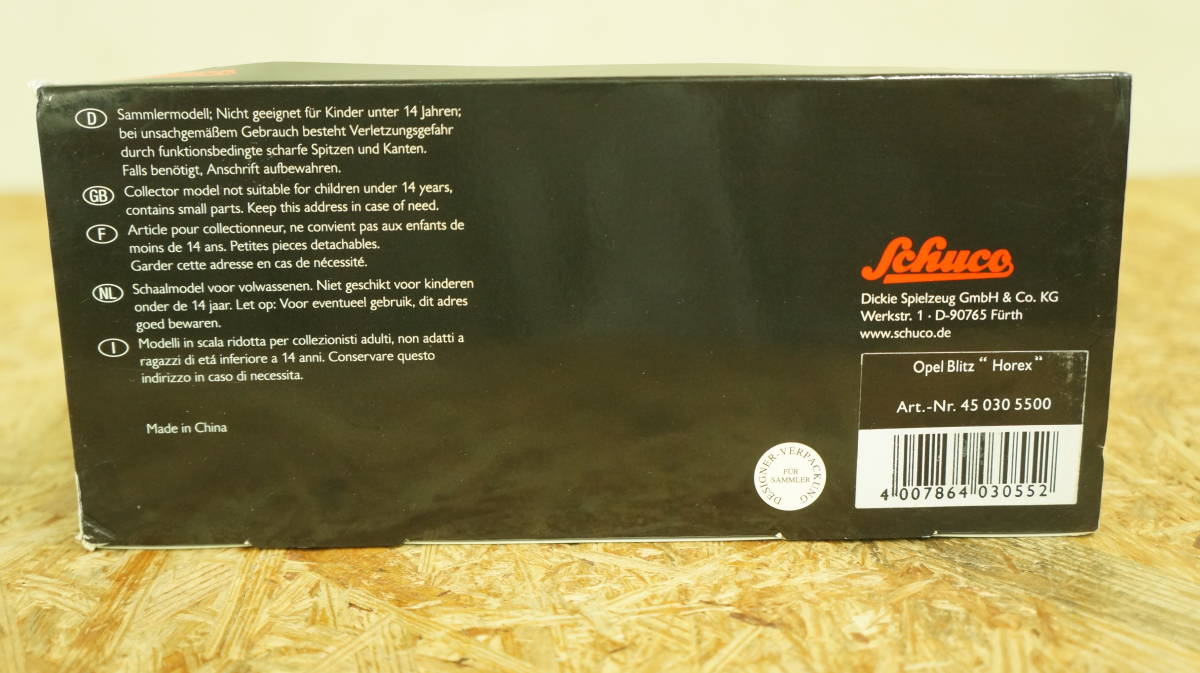 D
Sammlermodell; Nicht geeignet für Kinder unter 14 Jahren;
bei unsachgemäßem Gebrauch besteht Verletzungsgefahr
durch funktionsbedingte scharfe Spitzen und Kanten.
Falls benötigt, Anschrift aufbewahren.
GB
Collector model not suitable for children under 14 years,
contains small parts. Keep this address in case of need.
F
Article pour collectionneur, ne convient pas aux enfants de
moins de 14 ans. Petites pieces detachables.
Garder cette adresse en cas de nécessité.
NL
Schaalmodel voor volwassenen. Niet geschikt voor kinderen
onder de 14 jaar. Let op: Voor eventueel gebruik, dit adres
goed bewaren.
I
Modelli in scala ridotta per collezionisti adulti, non adatti a
ragazzi di etá inferiore a 14 anni. Conservare questo
indirizzo in caso di necessita.
Made in China
Schuco
Dickie Spielzeug GmbH & Co. KG
Werkstr. 1 · D-90765 Fürth
www.schuco.de
Opel Blitz “ Horex“
Art.-Nr. 45 030 5500
4 007864 030552
DESIGNER-VERPACKUNG
FÜR
SAMMLER